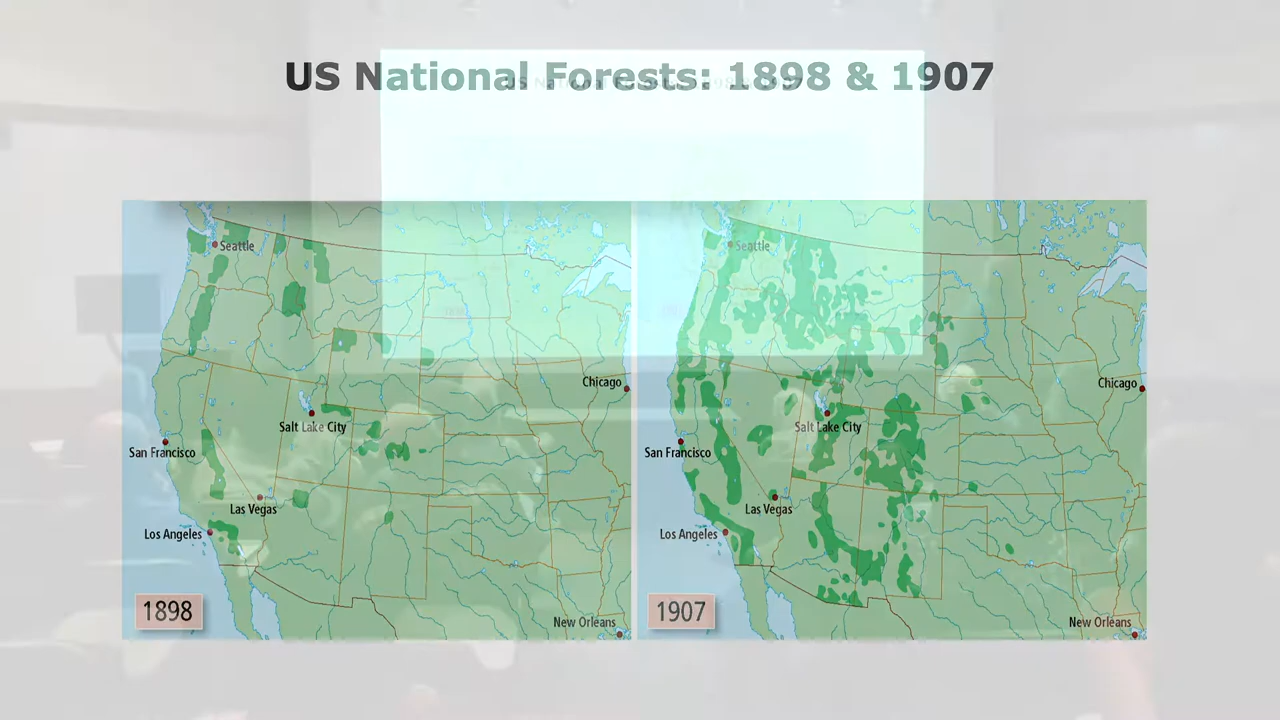 US National Forests: 1898 & 1907
Seattle
Chicago
Salt Lake City
San Francisco
Las Vegas
Los Angeles
1898
New Orleans
Seattle
Chicago
Salt Lake City
San Francisco
Las Vegas
Los Angeles
1907
New Orleans